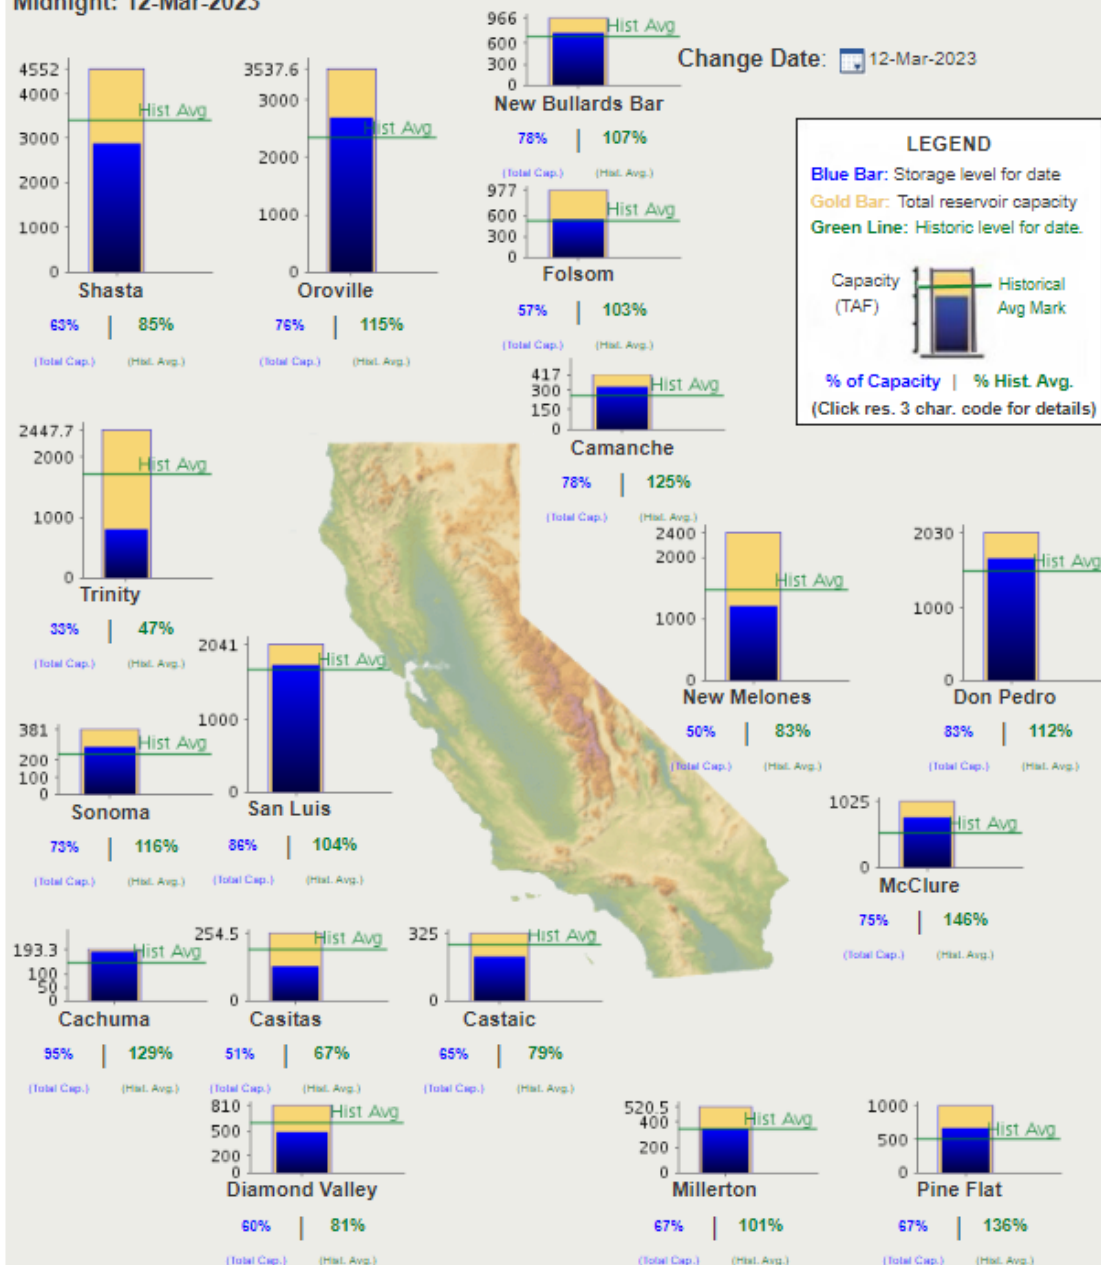 Midnight: 12-Mar-2023
Change Date: 12-Mar-2023
966
600
300
0
Hist Avg
New Bullards Bar
78% | 107%
(Total Cap.) (Hist. Avg.)
4552
4000
3000
2000
1000
0
Hist Avg
Shasta
63% | 85%
(Total Cap.) (Hist. Avg.)
3537.6
3000
2000
1000
0
Hist Avg
Oroville
76% | 115%
(Total Cap.) (Hist. Avg.)
977
600
300
0
Hist Avg
Folsom
57% | 103%
(Total Cap.) (Hist. Avg.)
LEGEND
Blue Bar: Storage level for date
Gold Bar: Total reservoir capacity
Green Line: Historic level for date.
Capacity
(TAF)
Historical
Avg Mark
% of Capacity | % Hist. Avg.
(Click res. 3 char. code for details)
417
300
150
0
Hist Avg
Camanche
78% | 125%
(Total Cap.) (Hist. Avg.)
2447.7
2000
1000
0
Hist Avg
Trinity
33% | 47%
(Total Cap.) (Hist. Avg.)
2400
2000
1000
0
Hist Avg
New Melones
50% | 83%
(Total Cap.) (Hist. Avg.)
2030
1000
0
Hist Avg
Don Pedro
83% | 112%
(Total Cap.) (Hist. Avg.)
381
200
100
0
Hist Avg
Sonoma
73% | 116%
(Total Cap.) (Hist. Avg.)
2041
1000
0
Hist Avg
San Luis
86% | 104%
(Total Cap.) (Hist. Avg.)
1025
0
Hist Avg
McClure
75% | 146%
(Total Cap.) (Hist. Avg.)
193.3
100
50
0
Hist Avg
Cachuma
95% | 129%
(Total Cap.) (Hist. Avg.)
254.5
0
Hist Avg
Casitas
51% | 67%
(Total Cap.) (Hist. Avg.)
325
0
Hist Avg
Castaic
65% | 79%
(Total Cap.) (Hist. Avg.)
810
500
200
0
Hist Avg
Diamond Valley
60% | 81%
(Total Cap.) (Hist. Avg.)
520.5
400
200
0
Hist Avg
Millerton
67% | 101%
(Total Cap.) (Hist. Avg.)
1000
500
0
Hist Avg
Pine Flat
67% | 136%
(Total Cap.) (Hist. Avg.)